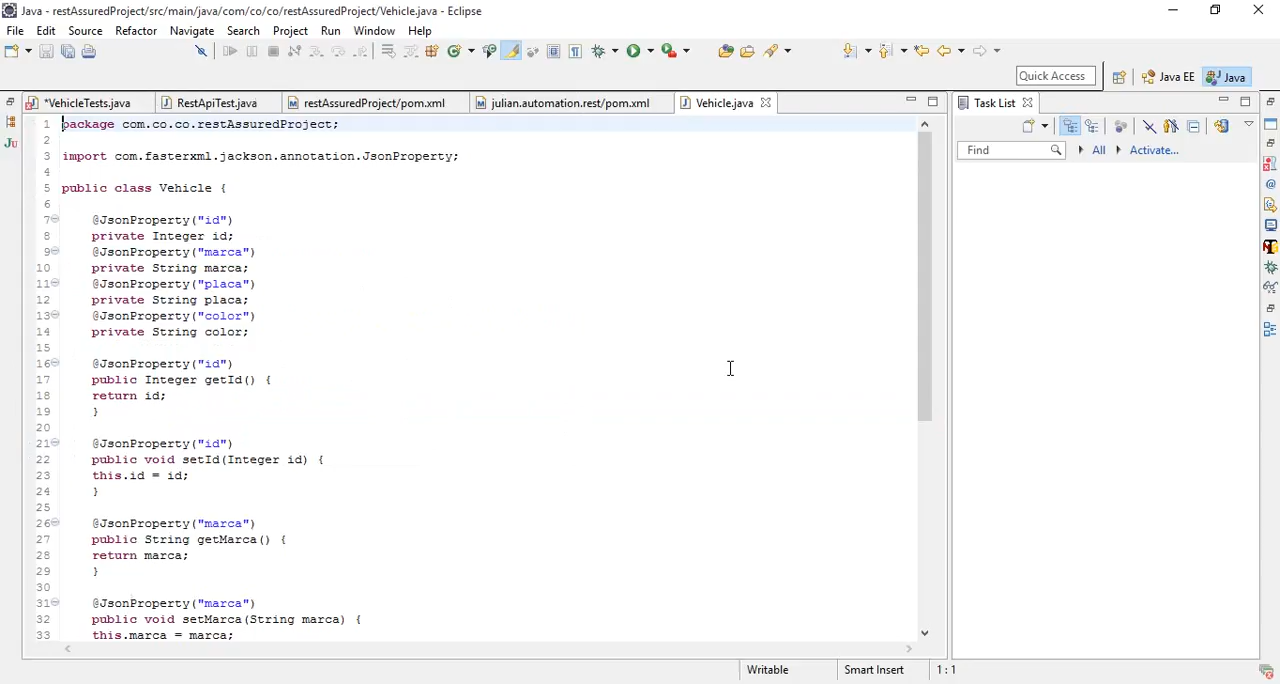 Java - restAssuredProject/src/main/java/com/co/co/restAssuredProject/Vehicle.java - Eclipse
File Edit Source Refactor Navigate Search Project Run Window Help
Quick Access Java EE Java
*VehicleTests.java RestApiTest.java restAssuredProject/pom.xml julian.automation.rest/pom.xml Vehicle.java Task List
1 package com.co.co.restAssuredProject;
2
3 import com.fasterxml.jackson.annotation.JsonProperty;
4
5 public class Vehicle {
6
7 @JsonProperty("id")
8 private Integer id;
9 @JsonProperty("marca")
10 private String marca;
11 @JsonProperty("placa")
12 private String placa;
13 @JsonProperty("color")
14 private String color;
15
16 @JsonProperty("id")
17 public Integer getId() {
18 return id;
19 }
20
21 @JsonProperty("id")
22 public void setId(Integer id) {
23 this.id = id;
24 }
25
26 @JsonProperty("marca")
27 public String getMarca() {
28 return marca;
29 }
30
31 @JsonProperty("marca")
32 public void setMarca(String marca) {
33 this.marca = marca;
Find All Activate...
Ju
Writable Smart Insert 1 : 1